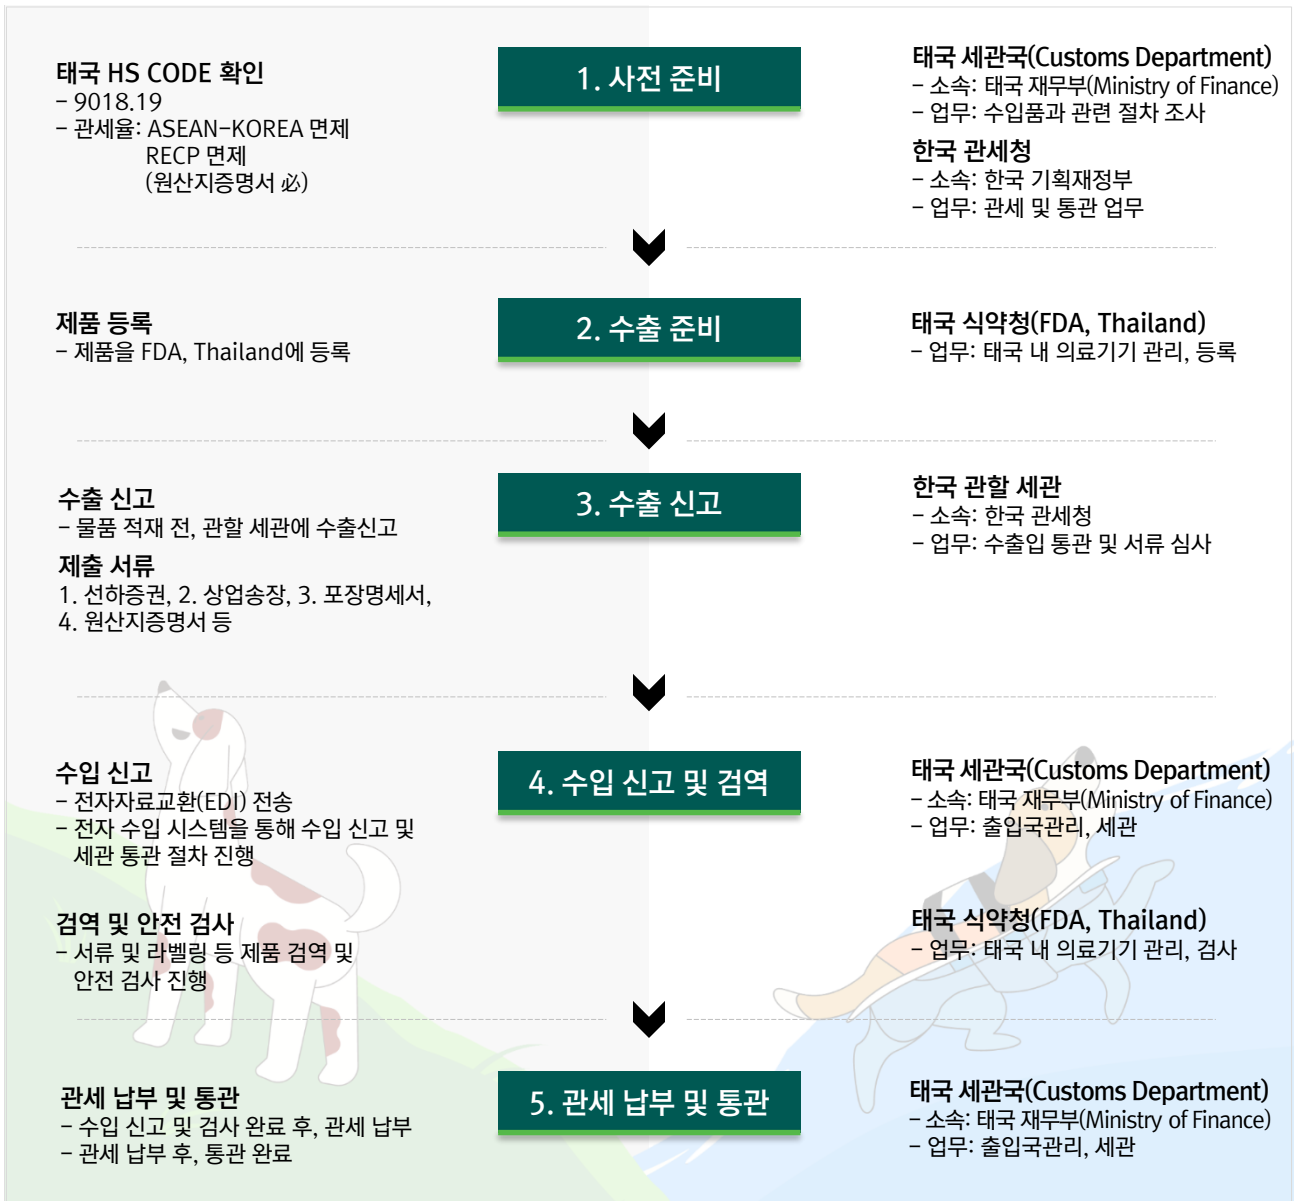 1. 사전 준비
태국 HS CODE 확인
- 9018.19
- 관세율: ASEAN-KOREA 면제
RECP 면제
(원산지증명서 必)
태국 세관국(Customs Department)
- 소속: 태국 재무부(Ministry of Finance)
- 업무: 수입품과 관련 절차 조사
한국 관세청
- 소속: 한국 기획재정부
- 업무: 관세 및 통관 업무
2. 수출 준비
제품 등록
- 제품을 FDA, Thailand에 등록
태국 식약청(FDA, Thailand)
- 업무: 태국 내 의료기기 관리, 등록
3. 수출 신고
수출 신고
- 물품 적재 전, 관할 세관에 수출신고
제출 서류
1. 선하증권, 2. 상업송장, 3. 포장명세서,
4. 원산지증명서 등
한국 관할 세관
- 소속: 한국 관세청
- 업무: 수출입 통관 및 서류 심사
4. 수입 신고 및 검역
수입 신고
- 전자자료교환(EDI) 전송
- 전자 수입 시스템을 통해 수입 신고 및
세관 통관 절차 진행
검역 및 안전 검사
- 서류 및 라벨링 등 제품 검역 및
안전 검사 진행
태국 세관국(Customs Department)
- 소속: 태국 재무부(Ministry of Finance)
- 업무: 출입국관리, 세관
태국 식약청(FDA, Thailand)
- 업무: 태국 내 의료기기 관리, 검사
5. 관세 납부 및 통관
관세 납부 및 통관
- 수입 신고 및 검사 완료 후, 관세 납부
- 관세 납부 후, 통관 완료
태국 세관국(Customs Department)
- 소속: 태국 재무부(Ministry of Finance)
- 업무: 출입국관리, 세관